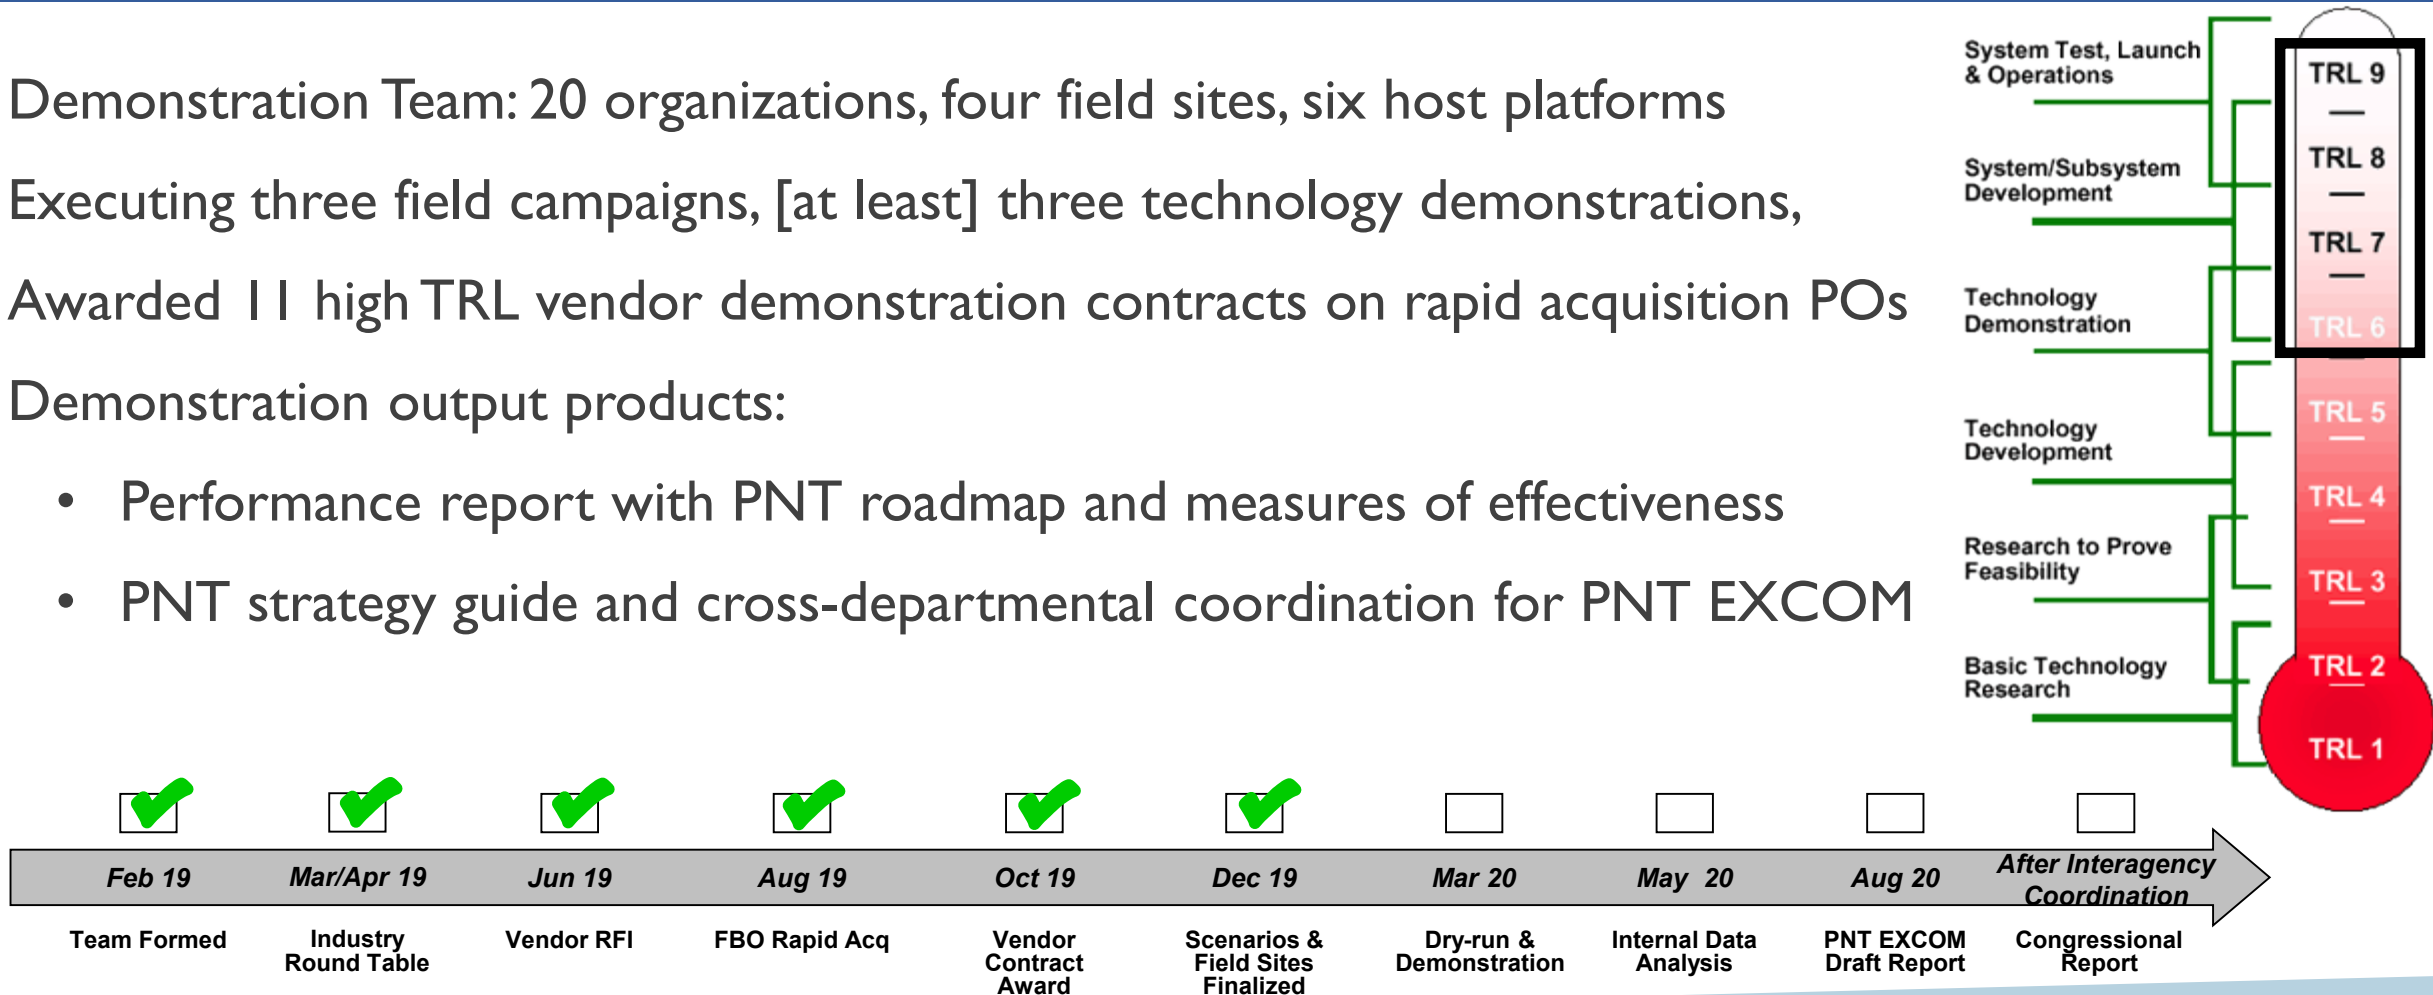 Demonstration Team: 20 organizations, four field sites, six host platforms
Executing three field campaigns, [at least] three technology demonstrations,
Awarded 11 high TRL vendor demonstration contracts on rapid acquisition POs
Demonstration output products:
• Performance report with PNT roadmap and measures of effectiveness
• PNT strategy guide and cross-departmental coordination for PNT EXCOM
System Test, Launch
& Operations
System/Subsystem
Development
Technology
Demonstration
Technology
Development
Research to Prove
Feasibility
Basic Technology
Research
TRL 9
TRL 8
TRL 7
TRL 6
TRL 5
TRL 4
TRL 3
TRL 2
TRL 1
Feb 19
Mar/Apr 19
Jun 19
Aug 19
Oct 19
Dec 19
Mar 20
May 20
Aug 20
After Interagency
Coordination
Team Formed
Industry
Round Table
Vendor RFI
FBO Rapid Acq
Vendor
Contract
Award
Scenarios &
Field Sites
Finalized
Dry-run &
Demonstration
Internal Data
Analysis
PNT EXCOM
Draft Report
Congressional
Report